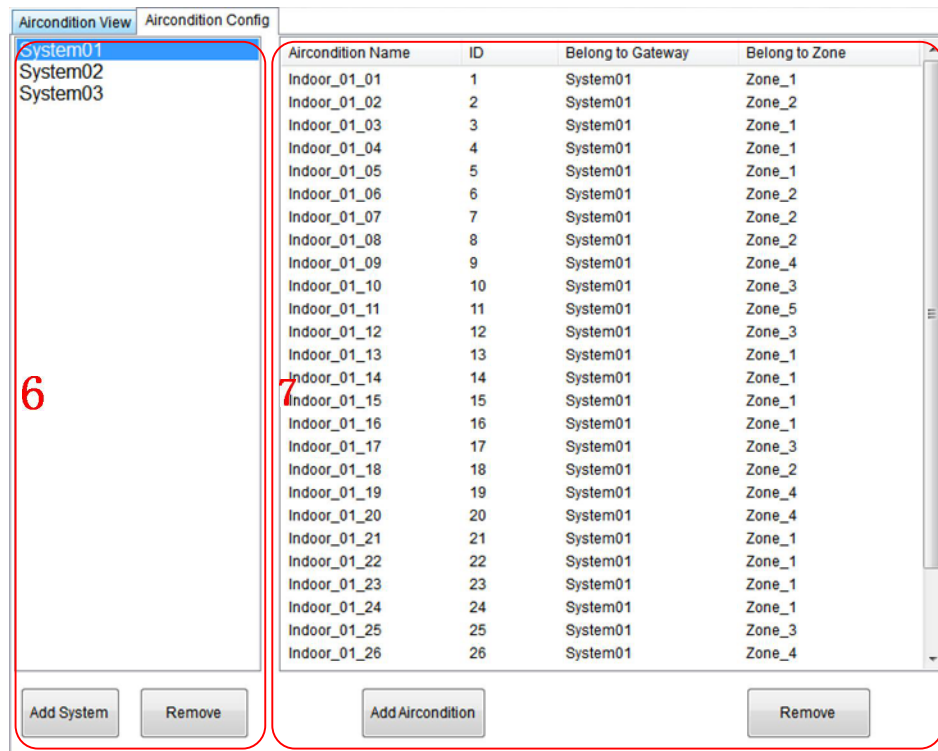 Aircondition View Aircondition Config
System01
System02
System03
Aircondition Name ID Belong to Gateway Belong to Zone
Indoor_01_01 1 System01 Zone_1
Indoor_01_02 2 System01 Zone_2
Indoor_01_03 3 System01 Zone_1
Indoor_01_04 4 System01 Zone_1
Indoor_01_05 5 System01 Zone_1
Indoor_01_06 6 System01 Zone_2
Indoor_01_07 7 System01 Zone_2
Indoor_01_08 8 System01 Zone_2
Indoor_01_09 9 System01 Zone_4
Indoor_01_10 10 System01 Zone_3
Indoor_01_11 11 System01 Zone_5
Indoor_01_12 12 System01 Zone_3
Indoor_01_13 13 System01 Zone_1
Indoor_01_14 14 System01 Zone_1
Indoor_01_15 15 System01 Zone_1
Indoor_01_16 16 System01 Zone_1
Indoor_01_17 17 System01 Zone_3
Indoor_01_18 18 System01 Zone_2
Indoor_01_19 19 System01 Zone_4
Indoor_01_20 20 System01 Zone_4
Indoor_01_21 21 System01 Zone_1
Indoor_01_22 22 System01 Zone_1
Indoor_01_23 23 System01 Zone_1
Indoor_01_24 24 System01 Zone_1
Indoor_01_25 25 System01 Zone_3
Indoor_01_26 26 System01 Zone_4
6
7
Add System Remove Add Aircondition Remove